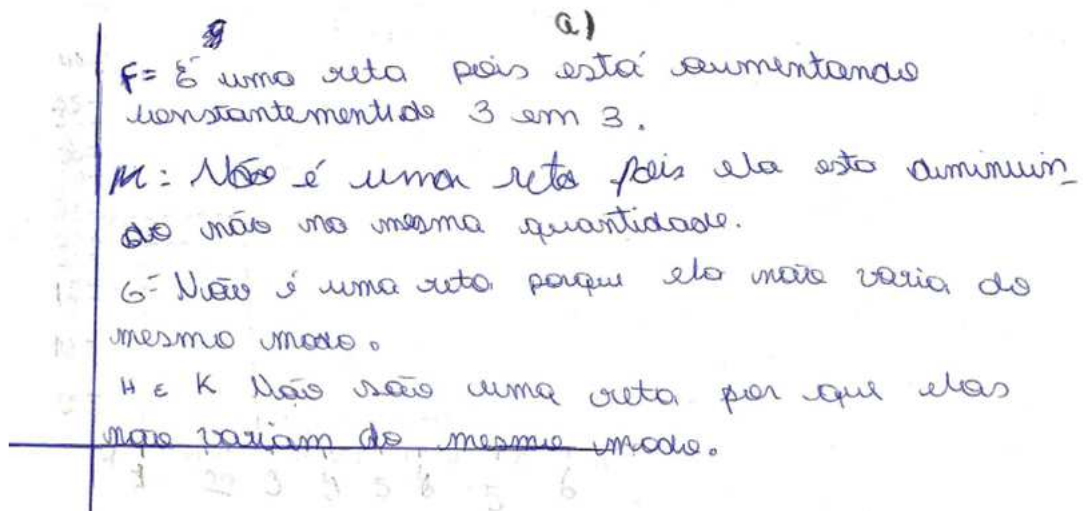 a)
F= É uma reta pois está aumentando
constantemente de 3 em 3.
M: Não é uma reta pois ela esta diminuin_
do não na mesma quantidade.
G= Não é uma reta porque ela não varia do
mesmo modo.
H e K Não são uma reta por que elas
não variam do mesmo modo.